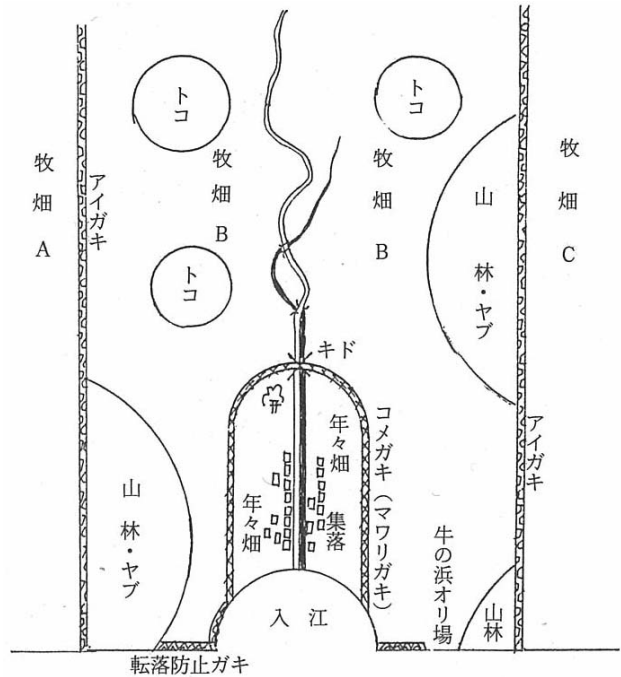 トコ
トコ
トコ
牧畑 A
アイガキ
牧畑 B
牧畑 B
山林・ヤブ
牧畑 C
キド
コメガキ（マワリガキ）
年々畑
集落
年々畑
山林・ヤブ
アイガキ
牛の浜オリ場
山林
入江
転落防止ガキ